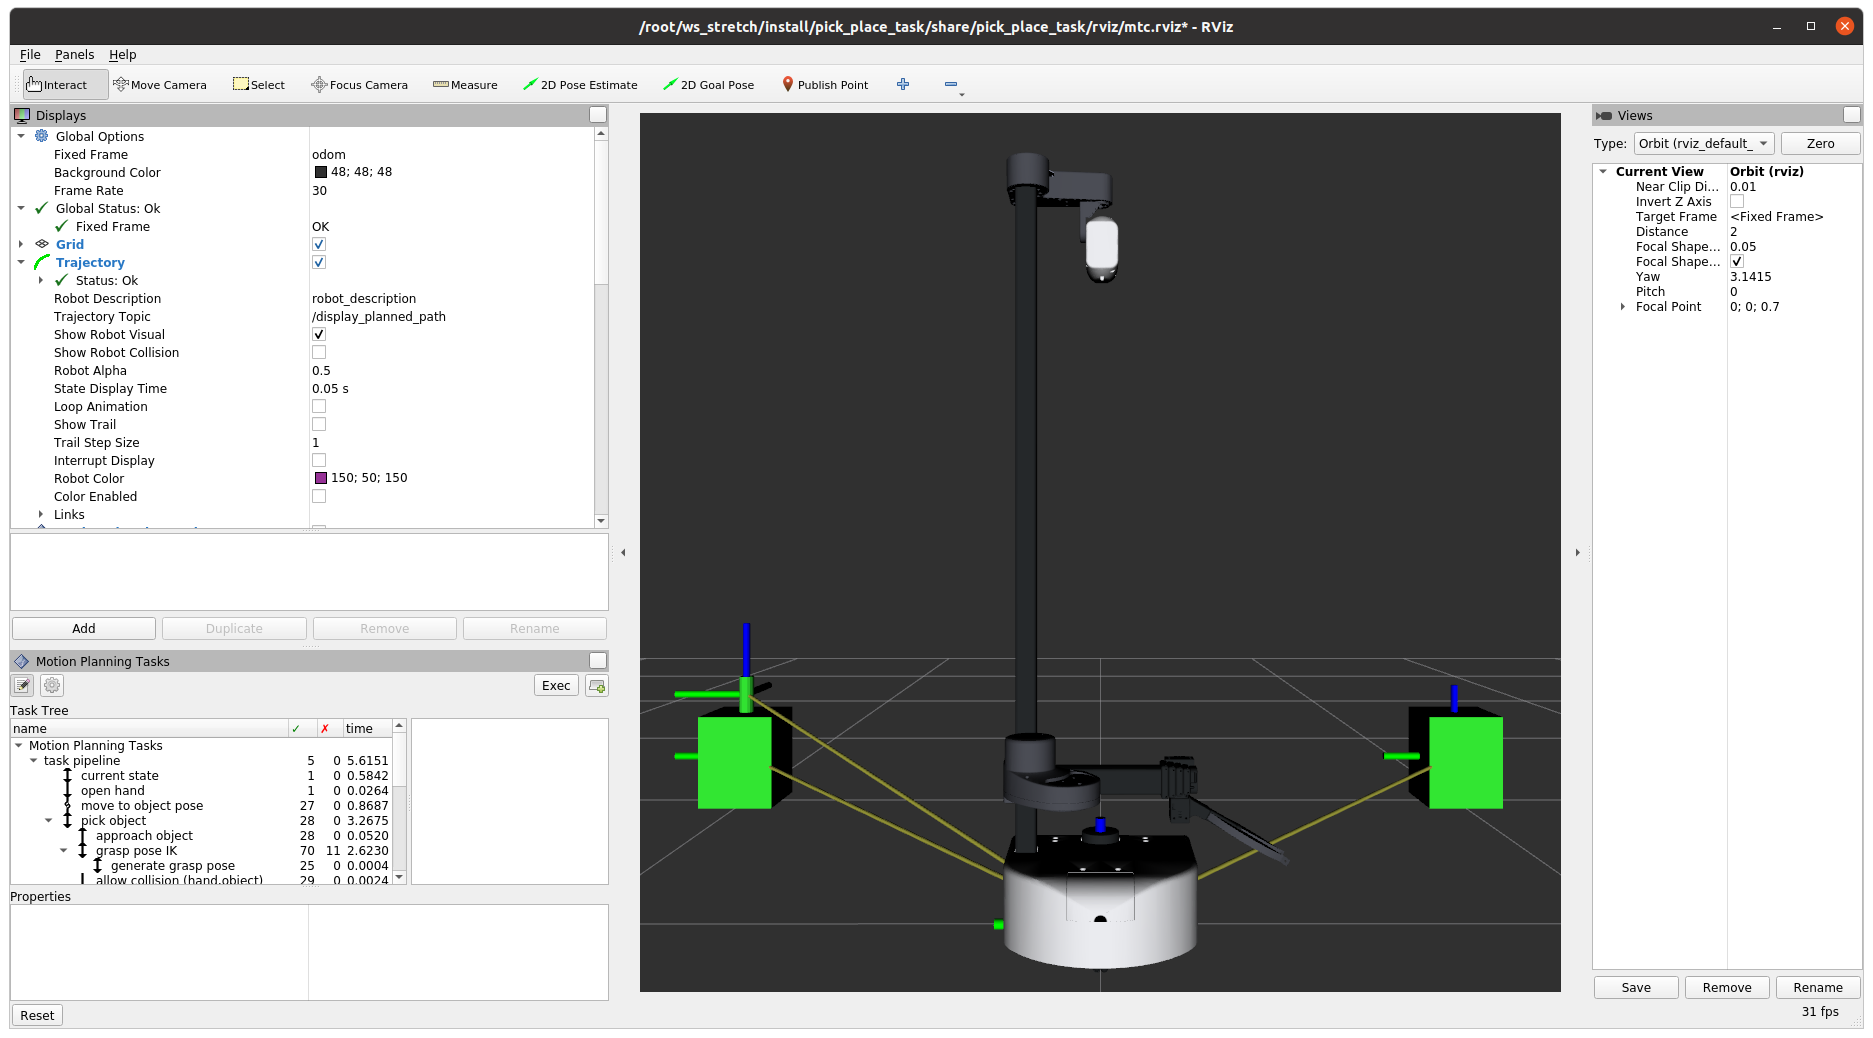 /root/ws_stretch/install/pick_place_task/share/pick_place_task/rviz/mtc.rviz* - RViz
File Panels Help
Interact Move Camera Select Focus Camera Measure 2D Pose Estimate 2D Goal Pose Publish Point
Displays
Global Options
Fixed Frame odom
Background Color 48; 48; 48
Frame Rate 30
Global Status: Ok
Fixed Frame OK
Grid
Trajectory
Status: Ok
Robot Description robot_description
Trajectory Topic /display_planned_path
Show Robot Visual
Show Robot Collision
Robot Alpha 0.5
State Display Time 0.05 s
Loop Animation
Show Trail
Trail Step Size 1
Interrupt Display
Robot Color 150; 50; 150
Color Enabled
Links
Add Duplicate Remove Rename
Motion Planning Tasks
Exec
Task Tree
name ✓ ✗ time
Motion Planning Tasks
task pipeline 5 0 5.6151
current state 1 0 0.5842
open hand 1 0 0.0264
move to object pose 27 0 0.8687
pick object 28 0 3.2675
approach object 28 0 0.0520
grasp pose IK 70 11 2.6230
generate grasp pose 25 0 0.0004
allow collision (hand,object) 29 0 0.0024
Properties
Reset
Views
Type: Orbit (rviz_default_ Zero
Current View Orbit (rviz)
Near Clip Di... 0.01
Invert Z Axis
Target Frame <Fixed Frame>
Distance 2
Focal Shape... 0.05
Focal Shape...
Yaw 3.1415
Pitch 0
Focal Point 0; 0; 0.7
Save Remove Rename
31 fps